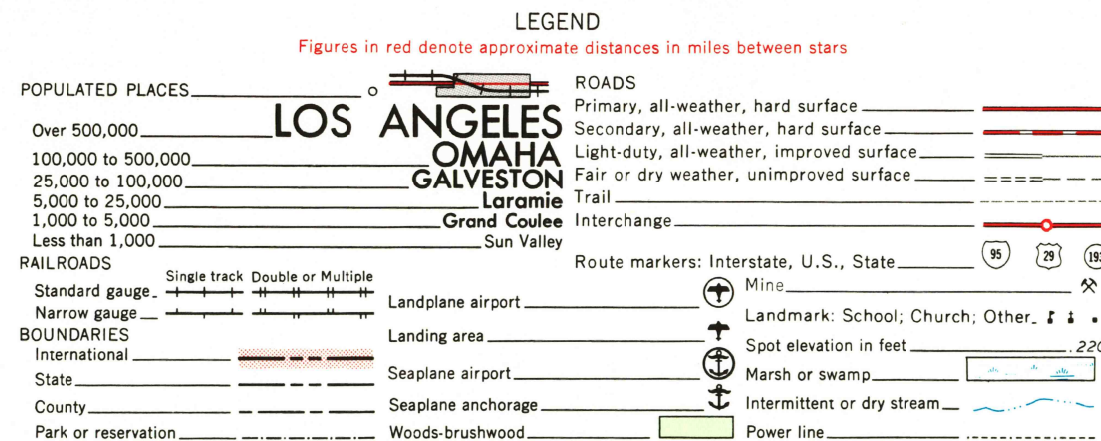 LEGEND
Figures in red denote approximate distances in miles between stars
POPULATED PLACES
Over 500,000 LOS ANGELES
100,000 to 500,000 OMAHA
25,000 to 100,000 GALVESTON
5,000 to 25,000 Laramie
1,000 to 5,000 Grand Coulee
Less than 1,000 Sun Valley
RAILROADS
Single track Double or Multiple
Standard gauge
Narrow gauge
BOUNDARIES
International
State
County
Park or reservation
Landplane airport
Landing area
Seaplane airport
Seaplane anchorage
Woods-brushwood
ROADS
Primary, all-weather, hard surface
Secondary, all-weather, hard surface
Light-duty, all-weather, improved surface
Fair or dry weather, unimproved surface
Trail
Interchange
Route markers: Interstate, U.S., State 95 29
Mine
Landmark: School; Church; Other
Spot elevation in feet .220
Marsh or swamp
Intermittent or dry stream
Power line